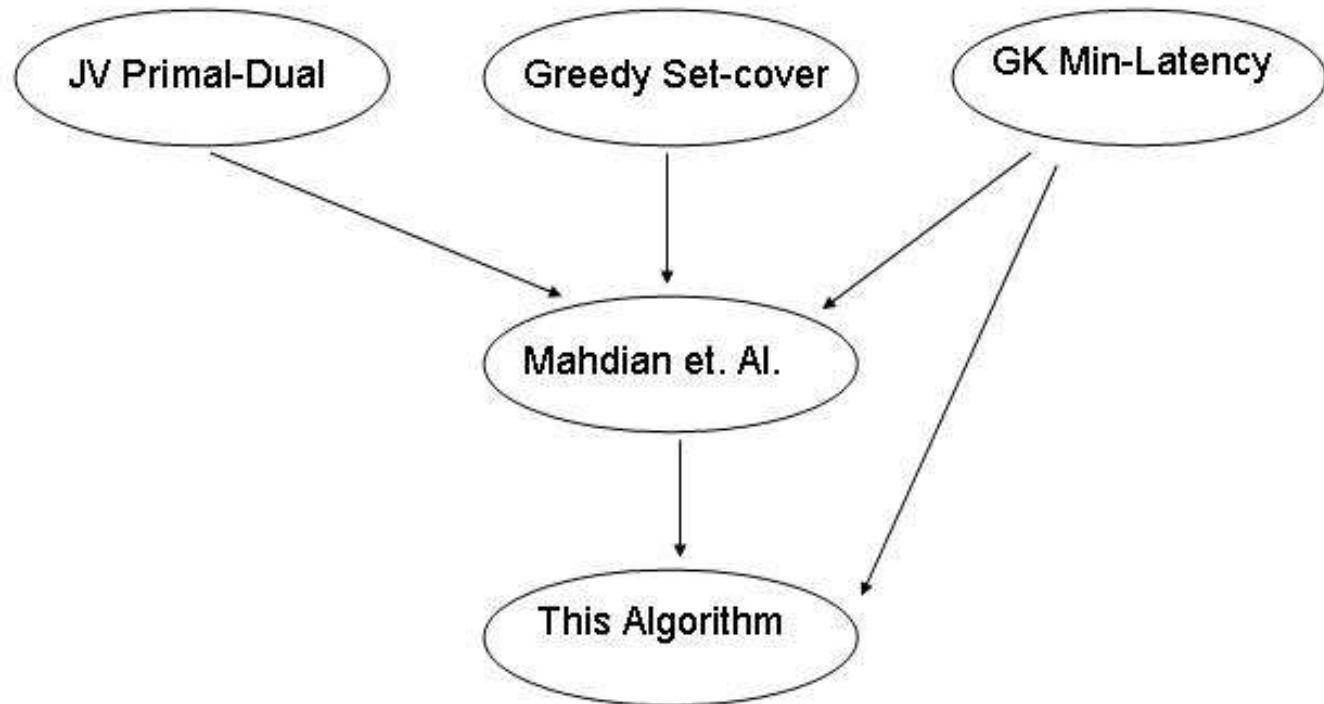 JV Primal-Dual
Greedy Set-cover
GK Min-Latency
Mahdian et. Al.
This Algorithm